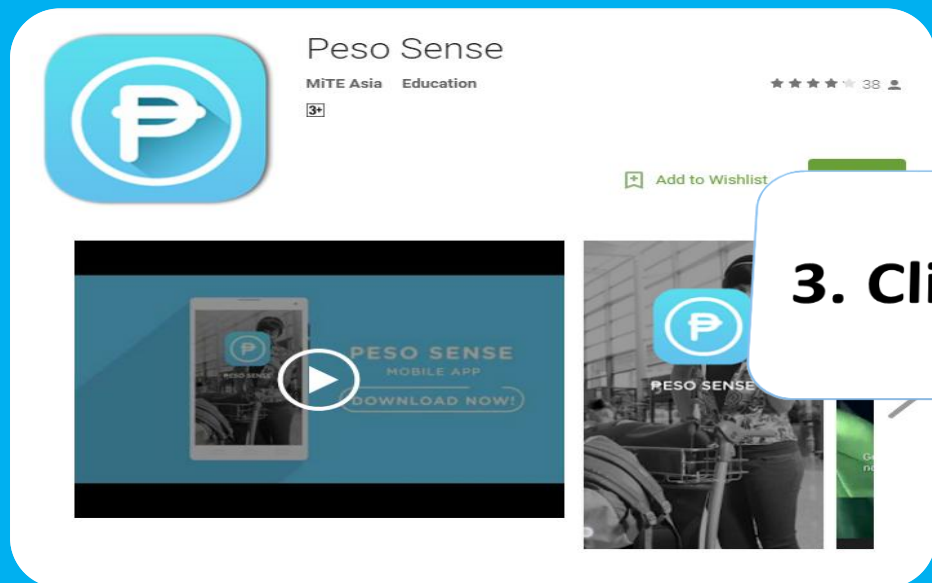 Peso Sense
MiTE Asia Education
38
3+
Add to Wishlist
3. Cli
PESO SENSE
MOBILE APP
DOWNLOAD NOW!
PESO SENSE
PESO SENSE